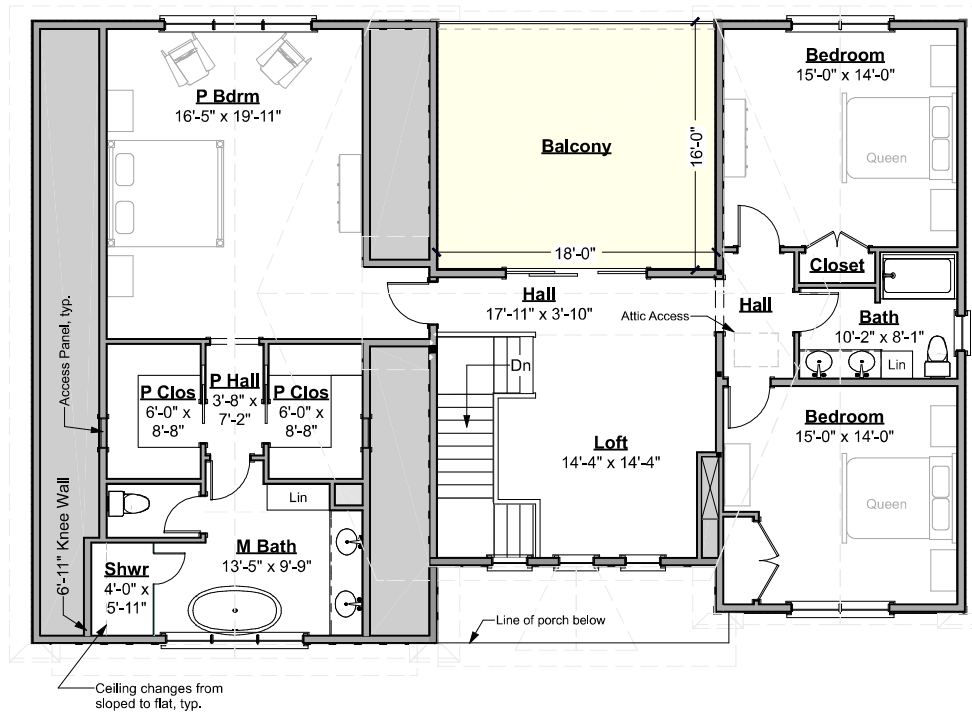 P Bdrm
16'-5" x 19'-11"
Balcony
16'-0"
18'-0"
Bedroom
15'-0" x 14'-0"
Queen
Closet
Hall
17'-11" x 3'-10"
Attic Access
Hall
Bath
10'-2" x 8'-1"
Lin
Access Panel, typ.
P Clos
6'-0" x
8'-8"
P Hall
3'-8" x
7'-2"
P Clos
6'-0" x
8'-8"
Dn
Loft
14'-4" x 14'-4"
Bedroom
15'-0" x 14'-0"
Queen
6'-11" Knee Wall
Lin
M Bath
13'-5" x 9'-9"
Shwr
4'-0" x
5'-11"
Line of porch below
Ceiling changes from
sloped to flat, typ.